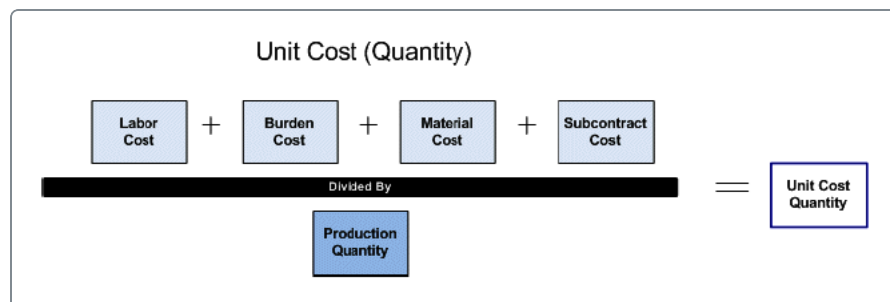 Unit Cost (Quantity)
Labor
Cost
+
Burden
Cost
+
Material
Cost
+
Subcontract
Cost
Divided By
Production
Quantity
=
Unit Cost
Quantity